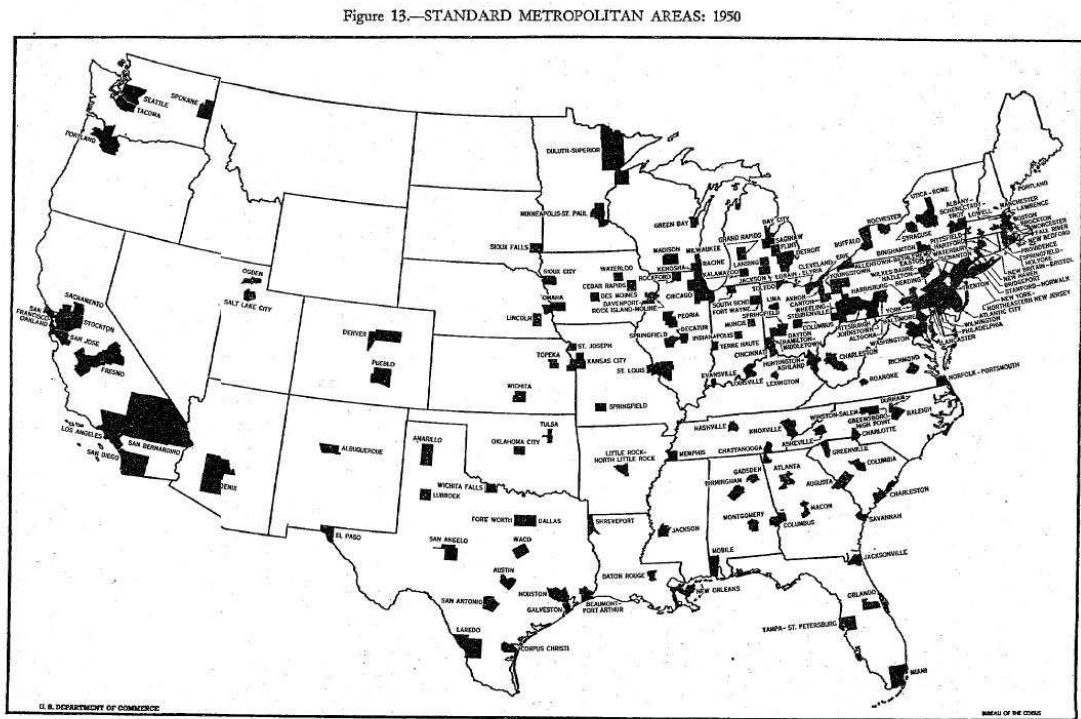 Figure 13.—STANDARD METROPOLITAN AREAS: 1950
SEATTLE
TACOMA
SPOKANE
PORTLAND
SACRAMENTO
SAN
FRANCISCO
OAKLAND
STOCKTON
SAN JOSE
FRESNO
LOS ANGELES
SAN BERNARDINO
SAN DIEGO
OGDEN
SALT LAKE CITY
DENVER
PUEBLO
ENIX
ALBUQUERQUE
EL PASO
DULUTH-SUPERIOR
MINNEAPOLIS-ST. PAUL
SIOUX FALLS
SIOUX CITY
OMAHA
LINCOLN
WATERLOO
CEDAR RAPIDS
DES MOINES
DAVENPORT-
ROCK ISLAND-MOLINE
TOPEKA
ST. JOSEPH
KANSAS CITY
WICHITA
SPRINGFIELD
ST. LOUIS
TULSA
OKLAHOMA CITY
AMARILLO
WICHITA FALLS
LUBBOCK
FORT WORTH
DALLAS
SAN ANGELO
WACO
AUSTIN
SAN ANTONIO
HOUSTON
GALVESTON
BEAUMONT-
PORT ARTHUR
LAREDO
CORPUS CHRISTI
LITTLE ROCK-
NORTH LITTLE ROCK
SHREVEPORT
BATON ROUGE
NEW ORLEANS
JACKSON
MEMPHIS
MOBILE
GREEN BAY
MADISON
MILWAUKEE
RACINE
KENOSHA
ROCKFORD
CHICAGO
PEORIA
SPRINGFIELD
DECATUR
GRAND RAPIDS
BAY CITY
SAGINAW
FLINT
DETROIT
LANSING
KALAMAZOO
JACKSON
TOLEDO
LORAIN-ELYRIA
CLEVELAND
SOUTH BEND
FORT WAYNE
LIMA
AKRON
CANTON
YOUNGSTOWN
SPRINGFIELD
MUNCIE
INDIANAPOLIS
TERRE HAUTE
COLUMBUS
DAYTON
HAMILTON-
MIDDLETOWN
CINCINNATI
WHEELING-
STEUBENVILLE
PITTSBURGH
JOHNSTOWN
ALTOONA
HUNTINGTON-
ASHLAND
CHARLESTON
EVANSVILLE
LOUISVILLE
LEXINGTON
ERIE
BUFFALO
ROCHESTER
SYRACUSE
UTICA-ROME
BINGHAMTON
ALBANY-
SCHENECTADY-
TROY
PITTSFIELD
LOWELL
MANCHESTER
LAWRENCE
PORTLAND
BOSTON
BROCKTON
WORCESTER
FALL RIVER
NEW BEDFORD
PROVIDENCE
SPRINGFIELD-
HOLYOKE
NEW BRITAIN-BRISTOL
NEW HAVEN
BRIDGEPORT
STAMFORD-NORWALK
HARTFORD
WATERBURY
NEW YORK-
NORTHEASTERN NEW JERSEY
TRENTON
ATLANTIC CITY
PHILADELPHIA
WILMINGTON
LANCASTER
WILKES-BARRE-
HAZLETON
READING
HARRISBURG
YORK
WASHINGTON
RICHMOND
ROANOKE
NORFOLK-PORTSMOUTH
DURHAM
RALEIGH
WINSTON-SALEM
GREENSBORO-
HIGH POINT
CHARLOTTE
ASHEVILLE
GREENVILLE
COLUMBIA
CHARLESTON
NASHVILLE
KNOXVILLE
CHATTANOOGA
GADSDEN
BIRMINGHAM
MONTGOMERY
ATLANTA
AUGUSTA
MACON
COLUMBUS
SAVANNAH
JACKSONVILLE
ORLANDO
TAMPA-ST. PETERSBURG
MIAMI
U. S. DEPARTMENT OF COMMERCE
BUREAU OF THE CENSUS